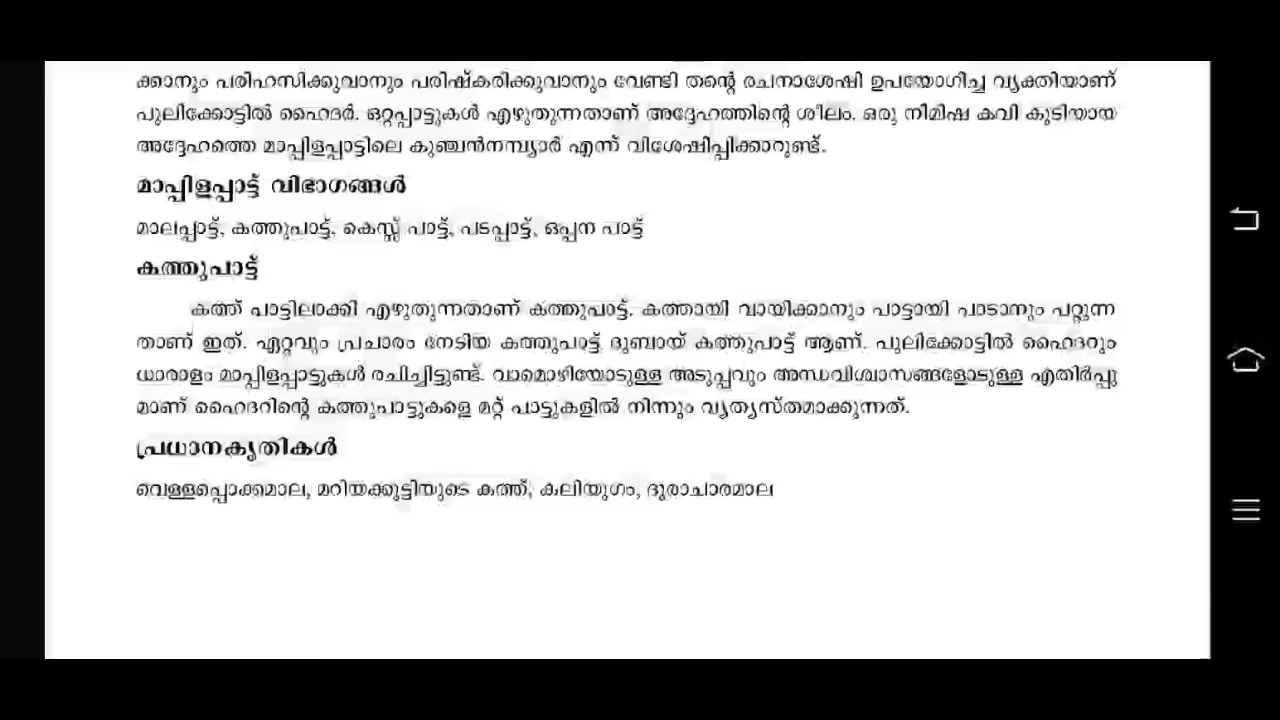 ക്കാനും പരിഹസിക്കുവാനും പരിഷ്കരിക്കുവാനും വേണ്ടി തന്റെ രചനാശേഷി ഉപയോഗിച്ച വ്യക്തിയാണ്
പുലിക്കോട്ടിൽ ഹൈദർ. ഒറ്റപ്പാട്ടുകൾ എഴുതുന്നതാണ് അദ്ദേഹത്തിന്റെ ശീലം. ഒരു നിമിഷ കവി കൂടിയായ
അദ്ദേഹത്തെ മാപ്പിളപ്പാട്ടിലെ കുഞ്ചൻനമ്പ്യാർ എന്ന് വിശേഷിപ്പിക്കാറുണ്ട്.
മാപ്പിളപ്പാട്ട് വിഭാഗങ്ങൾ
മാലപ്പാട്ട്, കത്തുപാട്ട്, കെസ്സ് പാട്ട്, പടപ്പാട്ട്, ഒപ്പന പാട്ട്
കത്തുപാട്ട്
കത്ത് പാട്ടിലാക്കി എഴുതുന്നതാണ് കത്തുപാട്ട്. കത്തായി വായിക്കാനും പാട്ടായി പാടാനും പറ്റുന്ന
താണ് ഇത്. ഏറ്റവും പ്രചാരം നേടിയ കത്തുപാട്ട് ദുബായ് കത്തുപാട്ട് ആണ്. പുലിക്കോട്ടിൽ ഹൈദറും
ധാരാളം മാപ്പിളപ്പാട്ടുകൾ രചിച്ചിട്ടുണ്ട്. വാമൊഴിയോടുള്ള അടുപ്പവും അന്ധവിശ്വാസങ്ങളോടുള്ള എതിർപ്പു
മാണ് ഹൈദറിന്റെ കത്തുപാട്ടുകളെ മറ്റ് പാട്ടുകളിൽ നിന്നും വ്യത്യസ്തമാക്കുന്നത്.
പ്രധാനകൃതികൾ
വെള്ളപ്പൊക്കമാല, മറിയക്കുട്ടിയുടെ കത്ത്, കലിയുഗം, ദുരാചാരമാല